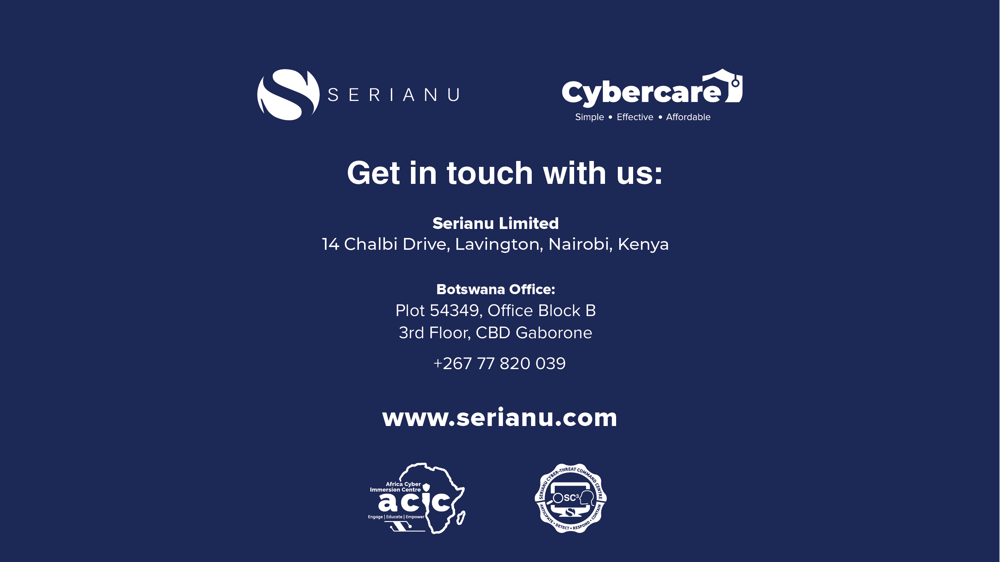 SERIANU
Cybercare
Simple • Effective • Affordable
Get in touch with us:
Serianu Limited
14 Chalbi Drive, Lavington, Nairobi, Kenya
Botswana Office:
Plot 54349, Office Block B
3rd Floor, CBD Gaborone
+267 77 820 039
www.serianu.com
Africa Cyber
Immersion Centre
acic
Engage | Educate | Empower
SERIANU CYBER-THREAT COMMAND CENTRE
SC³
ANTICIPATE • DETECT • RESPOND • CONTAIN